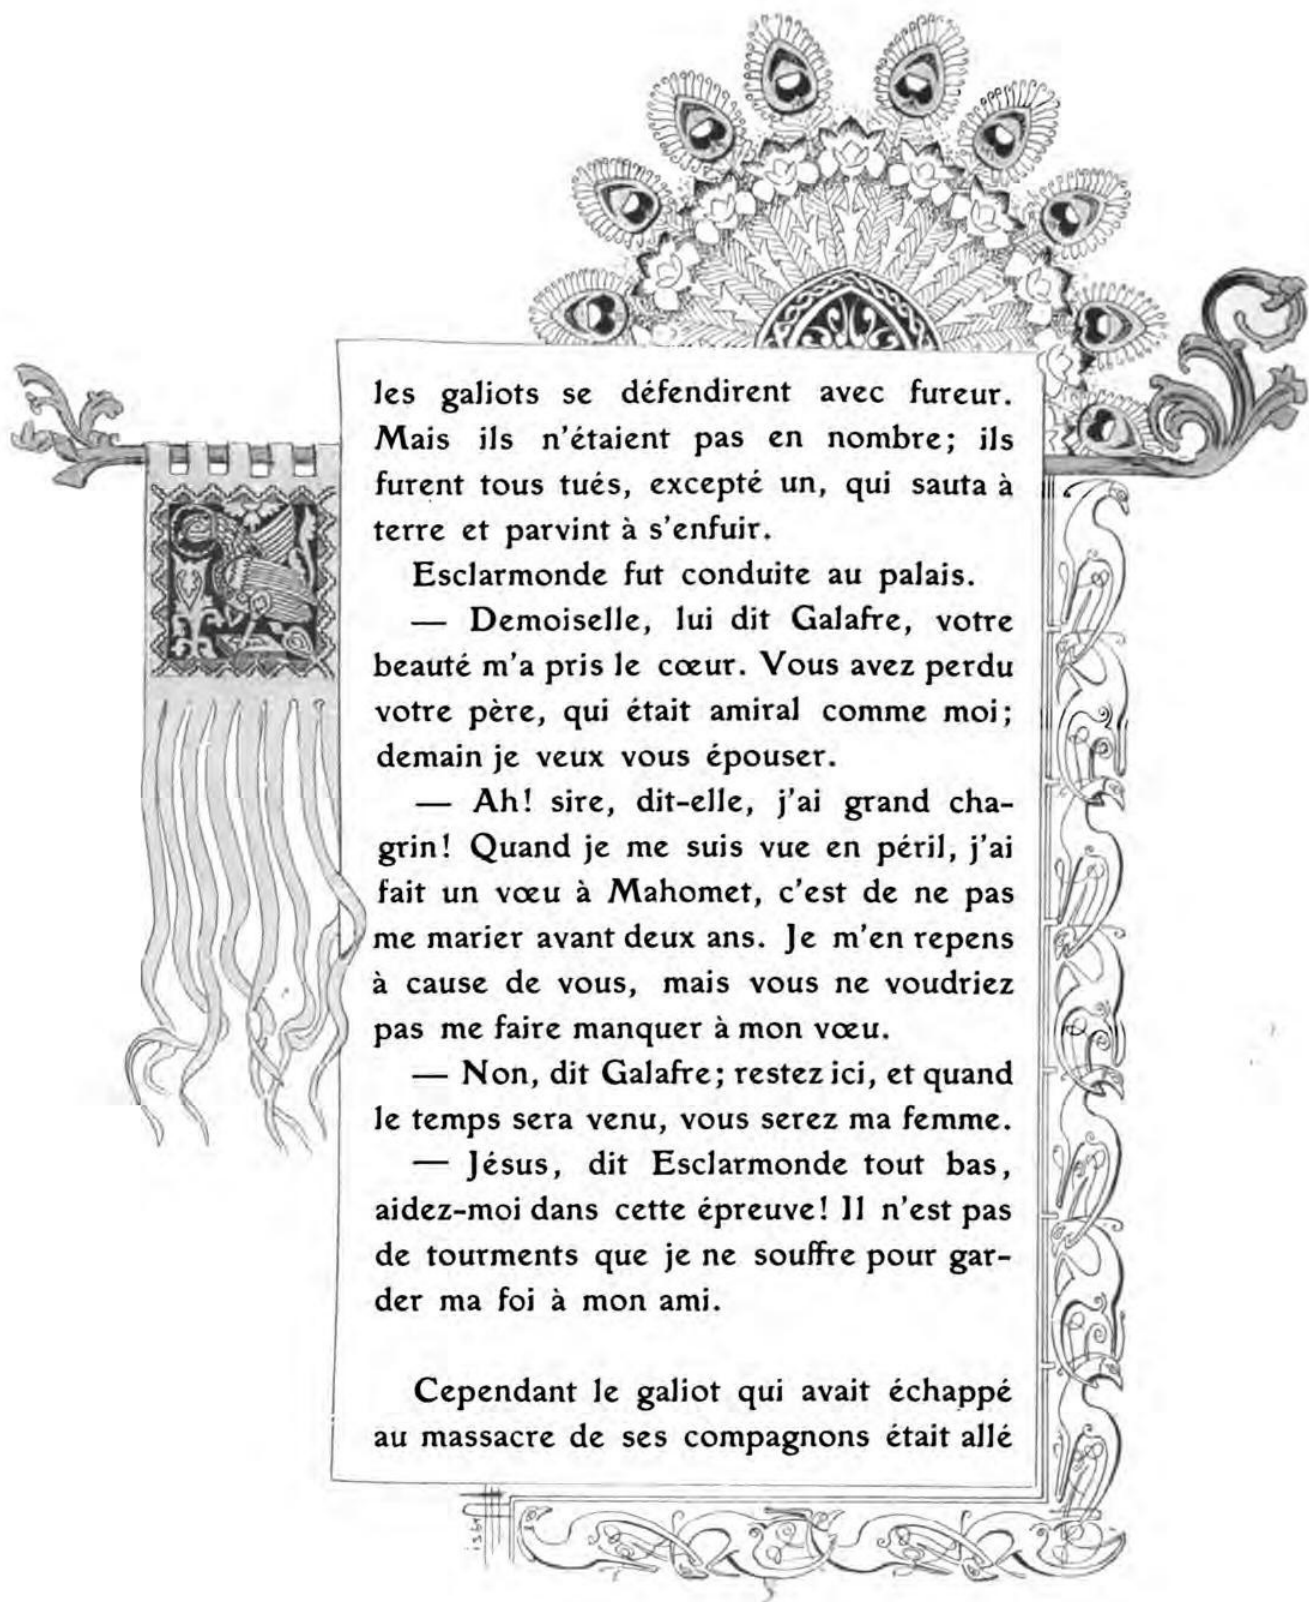 les galiots se défendirent avec fureur.
Mais ils n'étaient pas en nombre; ils
furent tous tués, excepté un, qui sauta à
terre et parvint à s'enfuir.
Esclarmonde fut conduite au palais.
— Demoiselle, lui dit Galafre, votre
beauté m'a pris le cœur. Vous avez perdu
votre père, qui était amiral comme moi;
demain je veux vous épouser.
— Ah! sire, dit-elle, j'ai grand cha-
grin! Quand je me suis vue en péril, j'ai
fait un vœu à Mahomet, c'est de ne pas
me marier avant deux ans. Je m'en repens
à cause de vous, mais vous ne voudriez
pas me faire manquer à mon vœu.
— Non, dit Galafre; restez ici, et quand
le temps sera venu, vous serez ma femme.
— Jésus, dit Esclarmonde tout bas,
aidez-moi dans cette épreuve! Il n'est pas
de tourments que je ne souffre pour gar-
der ma foi à mon ami.
Cependant le galiot qui avait échappé
au massacre de ses compagnons était allé